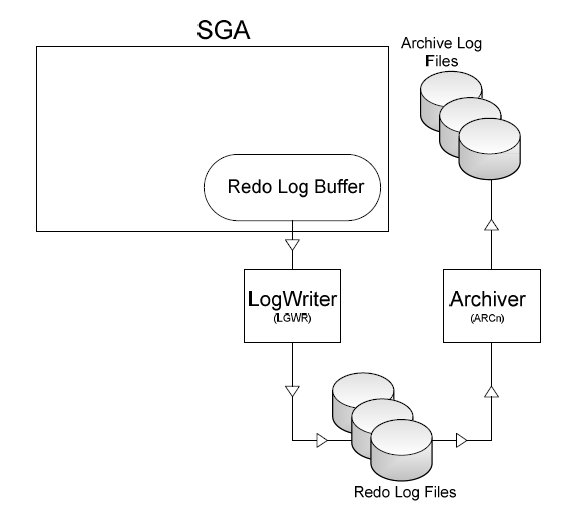 SGA
Archive Log
Files
Redo Log Buffer
LogWriter
(LGWR)
Archiver
(ARCn)
Redo Log Files